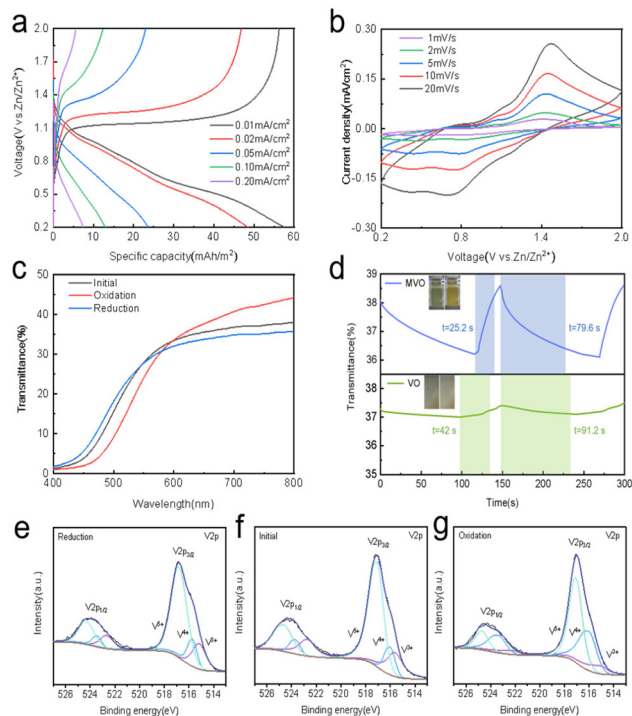 a
2.0
1.7
1.4
1.1
0.8
0.5
0.2
Voltage(V vs.Zn/Zn²⁺)
0.01mA/cm²
0.02mA/cm²
0.05mA/cm²
0.10mA/cm²
0.20mA/cm²
0 10 20 30 40 50 60
Specific capacity(mAh/m²)
b
0.30
0.15
0.00
-0.15
-0.30
Current density(mA/cm²)
1mV/s
2mV/s
5mV/s
10mV/s
20mV/s
0.2 0.8 1.4 2.0
Voltage(V vs.Zn/Zn²⁺)
c
50
40
30
20
10
0
Transmittance(%)
Initial
Oxidation
Reduction
400 500 600 700 800
Wavelength(nm)
d
39
38
37
36
38
37
36
35
Transmittance(%)
MVO
t=25.2 s
t=79.6 s
VO
t=42 s
t=91.2 s
0 50 100 150 200 250 300
Time(s)
e
Reduction
V2p
V2p3/2
V2p1/2
V⁵⁺
V⁴⁺
V³⁺
Intensity(a.u.)
526 524 522 520 518 516 514
Binding energy(eV)
f
Initial
V2p
V2p3/2
V2p1/2
V⁵⁺
V⁴⁺
V³⁺
Intensity(a.u.)
526 524 522 520 518 516 514
Binding energy(eV)
g
Oxidation
V2p
V2p3/2
V2p1/2
V⁵⁺
V⁴⁺
V³⁺
Intensity(a.u.)
526 524 522 520 518 516 514
Binding energy(eV)